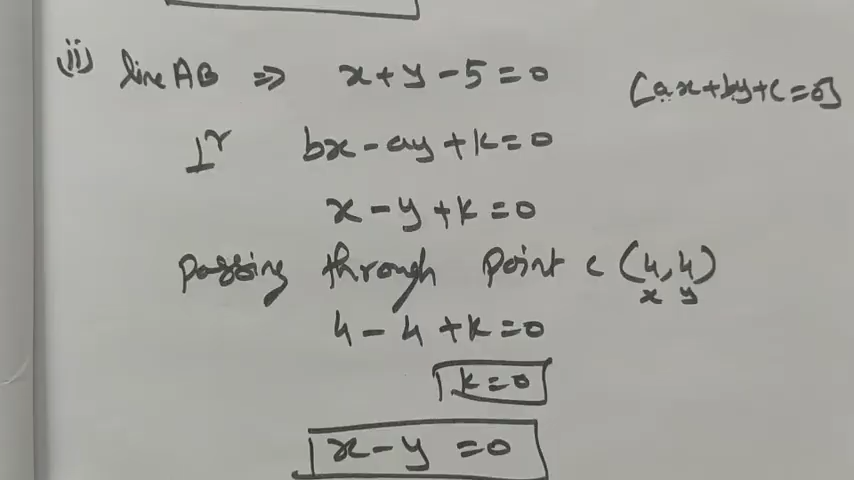 (ii) line AB ⇒ x + y - 5 = 0 [ax+by+c=0]
⊥r bx - ay + k = 0
x - y + k = 0
passing through point c (4,4)
x y
4 - 4 + k = 0
k = 0
x - y = 0